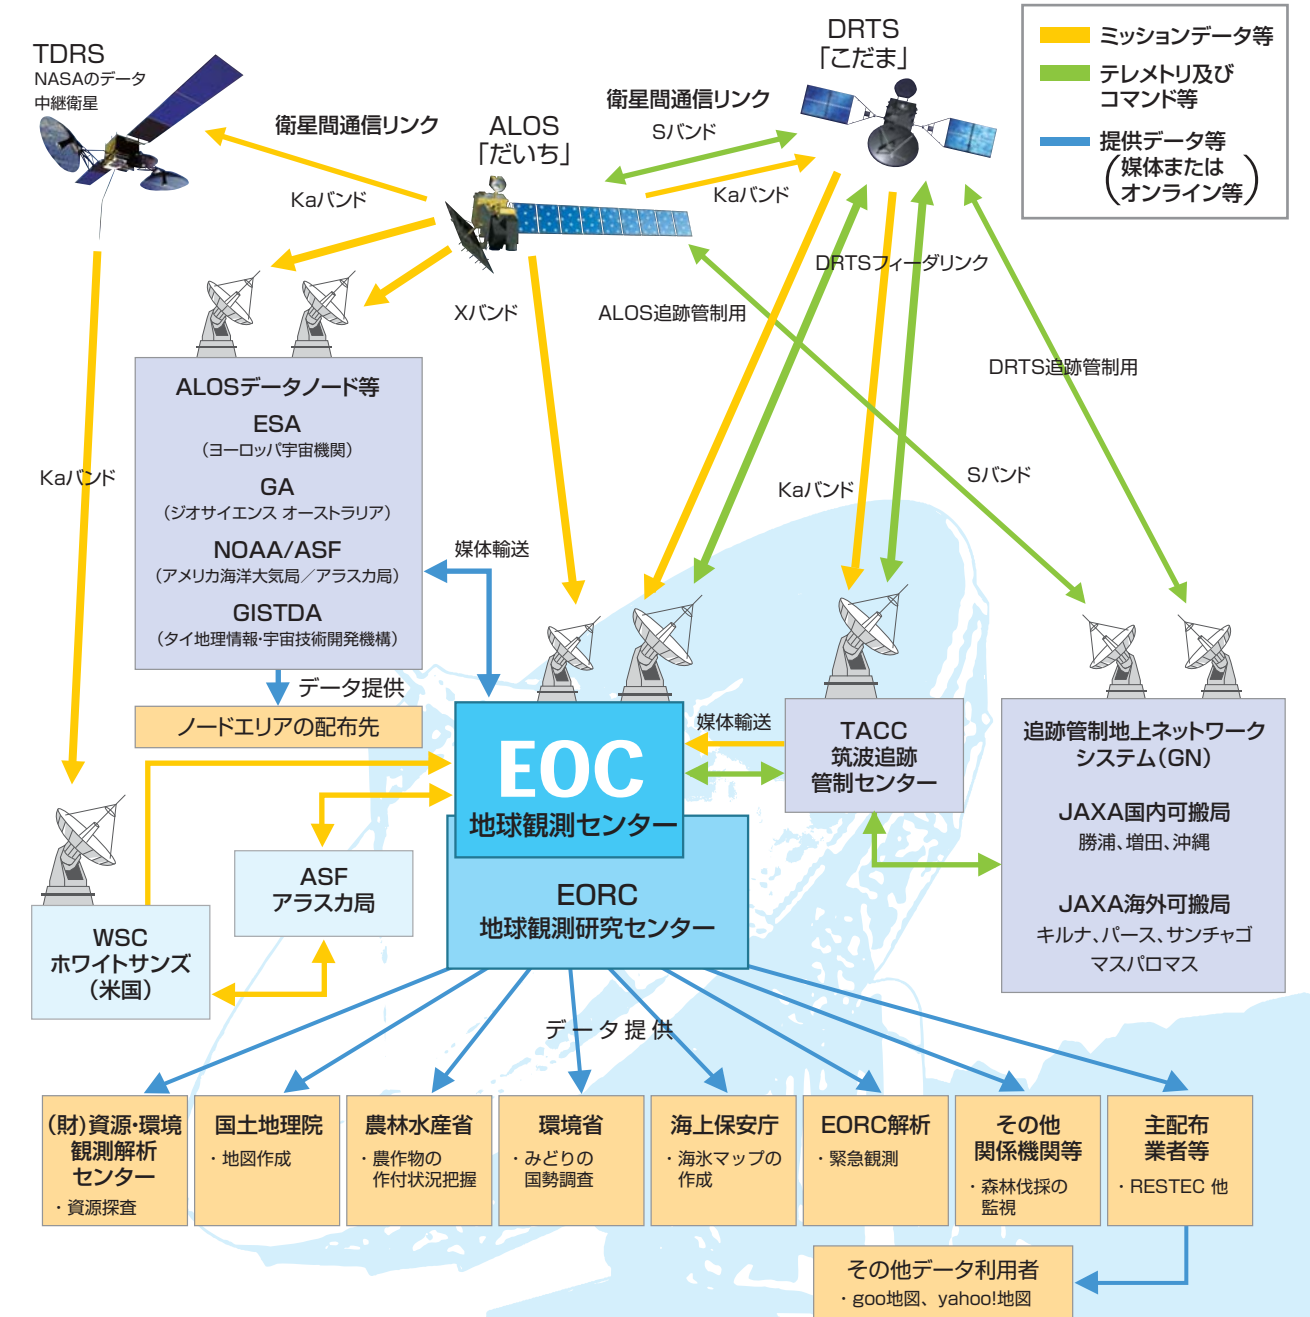 TDRS
NASAのデータ
中継衛星
衛星間通信リンク
Kaバンド
ALOS
「だいち」
衛星間通信リンク
Sバンド
Kaバンド
DRTS
「こだま」
ミッションデータ等
テレメトリ及び
コマンド等
提供データ等
(媒体または
オンライン等)
Xバンド
ALOS追跡管制用
DRTSフィーダリンク
DRTS追跡管制用
Kaバンド
Kaバンド
Sバンド
ALOSデータノード等
ESA
(ヨーロッパ宇宙機関)
GA
(ジオサイエンス オーストラリア)
NOAA/ASF
(アメリカ海洋大気局／アラスカ局)
GISTDA
(タイ地理情報・宇宙技術開発機構)
媒体輸送
データ提供
ノードエリアの配布先
EOC
地球観測センター
媒体輸送
TACC
筑波追跡
管制センター
追跡管制地上ネットワーク
システム(GN)
JAXA国内可搬局
勝浦、増田、沖縄
JAXA海外可搬局
キルナ、パース、サンチャゴ
マスパロマス
ASF
アラスカ局
EORC
地球観測研究センター
WSC
ホワイトサンズ
(米国)
データ提供
(財)資源・環境
観測解析
センター
・資源探査
国土地理院
・地図作成
農林水産省
・農作物の
作付状況把握
環境省
・みどりの
国勢調査
海上保安庁
・海氷マップの
作成
EORC解析
・緊急観測
その他
関係機関等
・森林伐採の
監視
主配布
業者等
・RESTEC 他
その他データ利用者
・goo地図、yahoo!地図